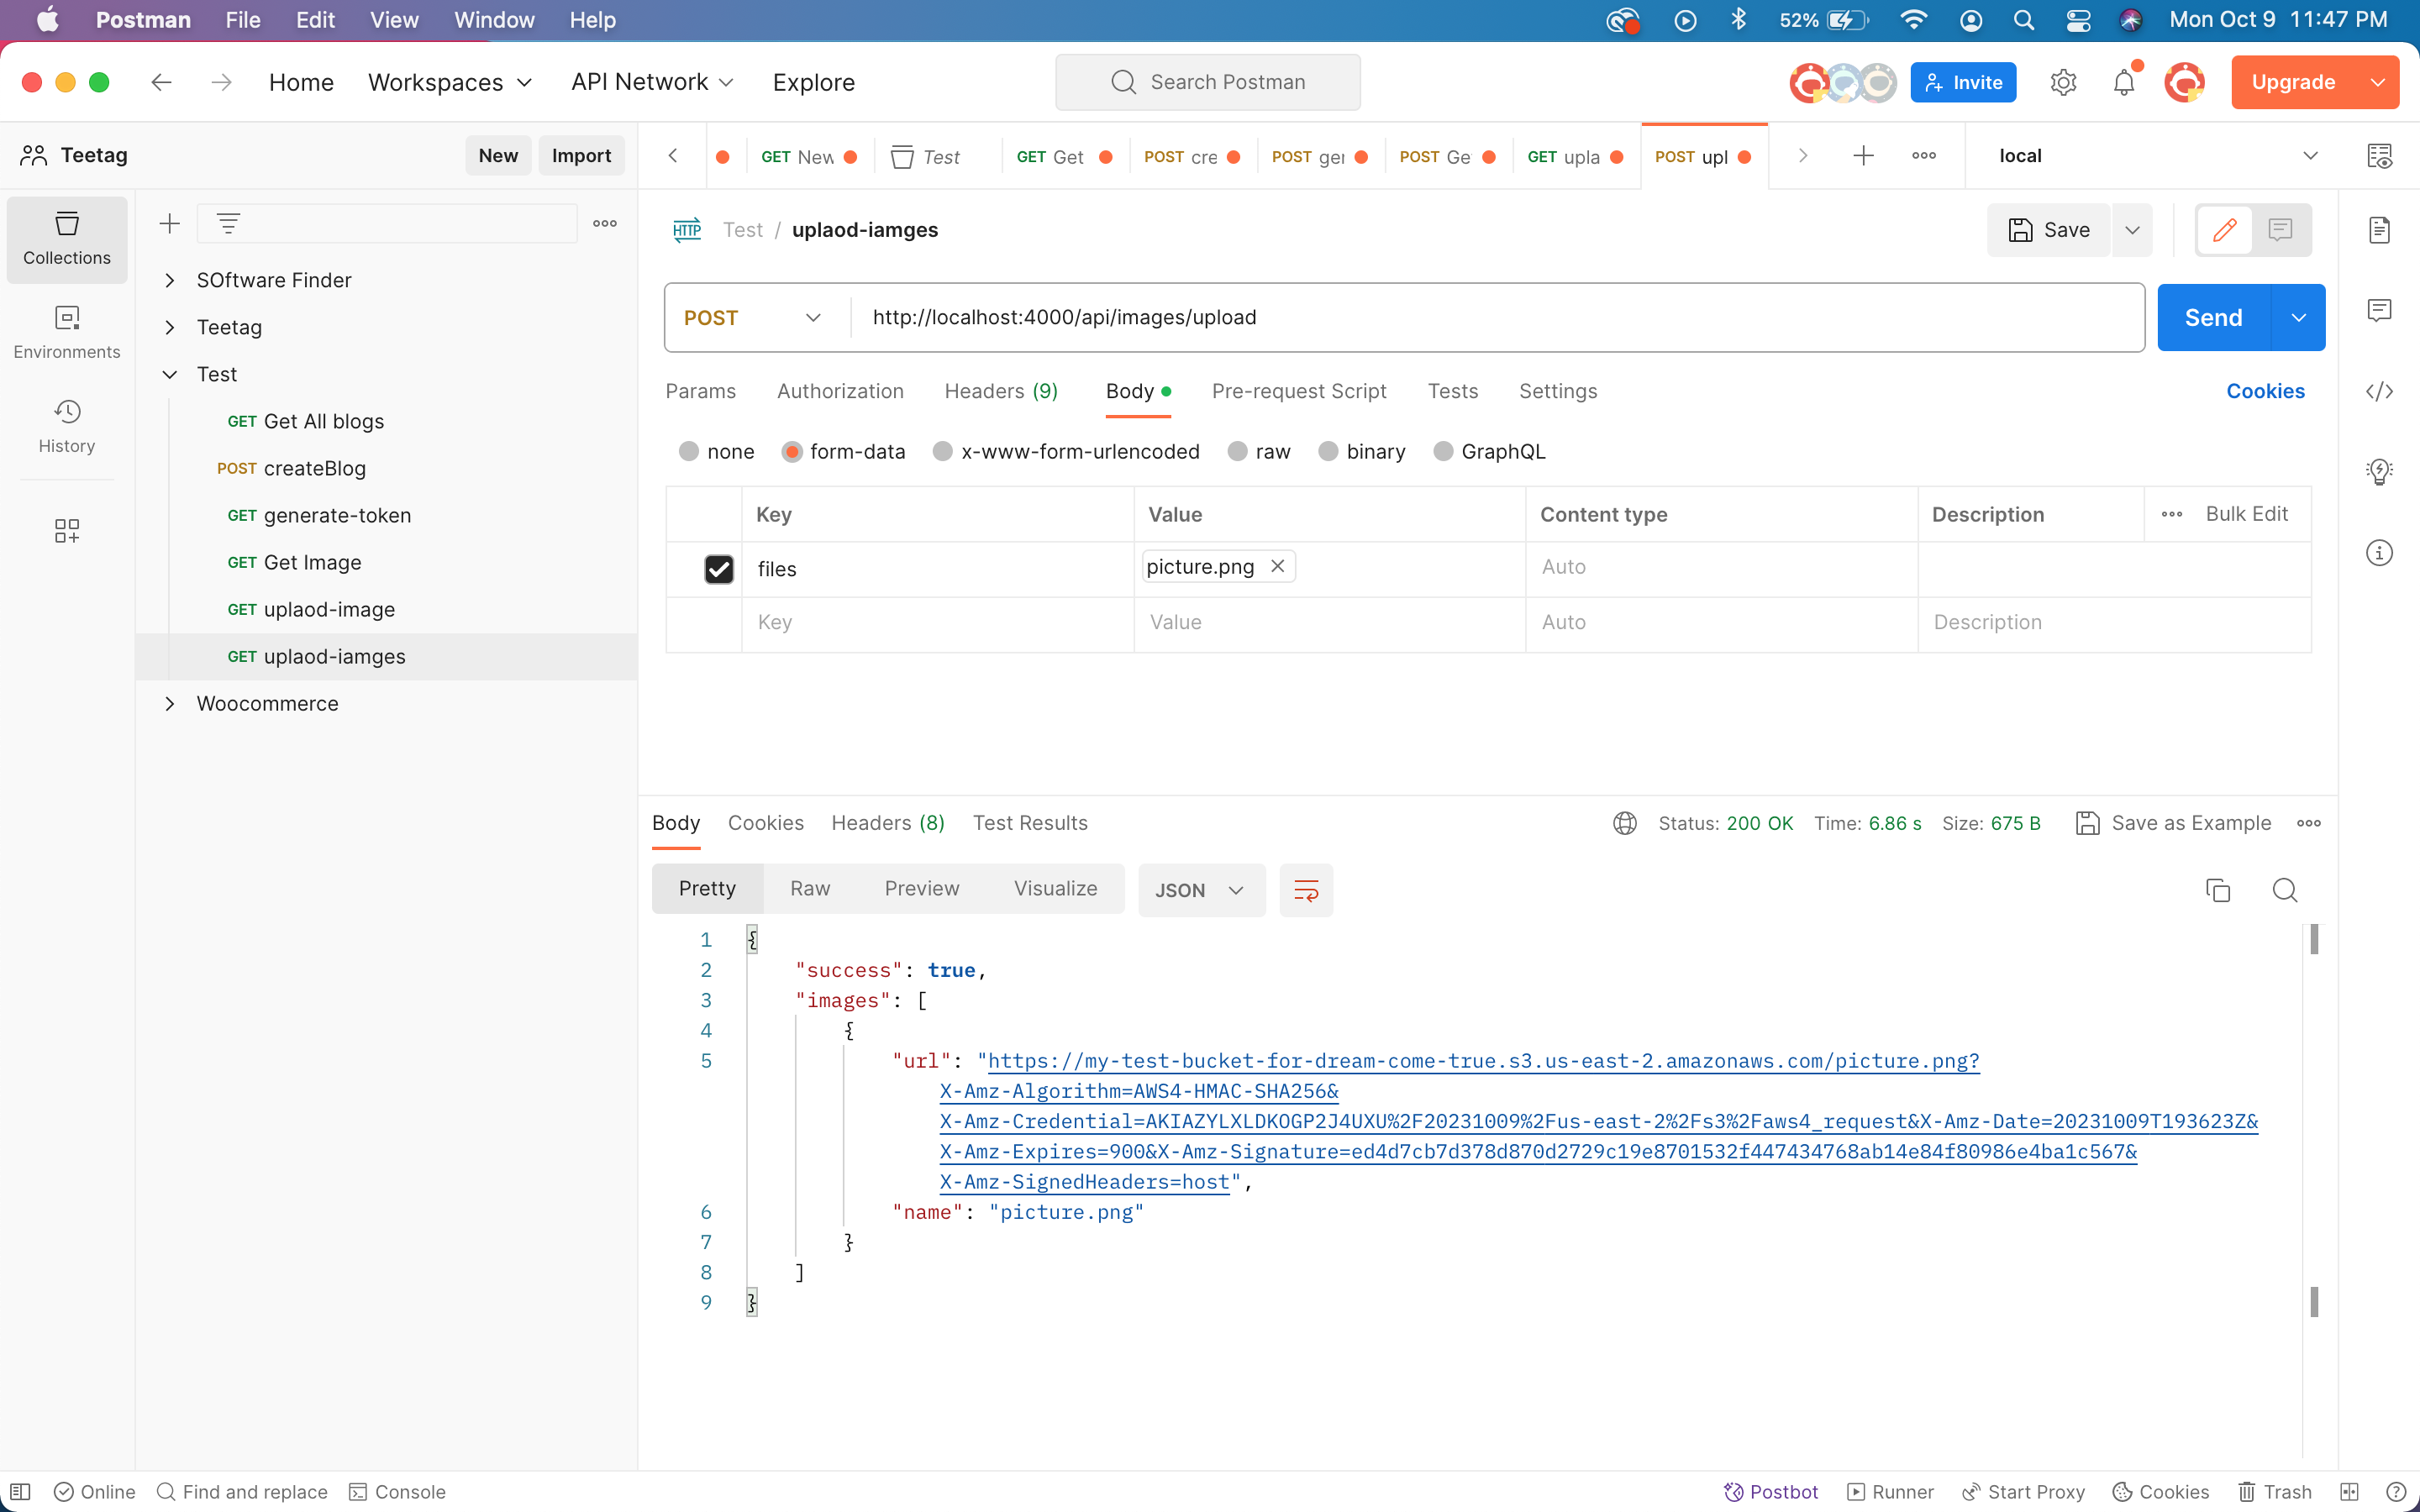 Postman File Edit View Window Help 52% Mon Oct 9 11:47 PM
Home Workspaces API Network Explore Search Postman Invite Upgrade
Teetag New Import GET New Test GET Get POST cre POST ger POST Ge GET upla POST upl local
Collections
Environments
History
SOftware Finder
Teetag
Test
GET Get All blogs
POST createBlog
GET generate-token
GET Get Image
GET uplaod-image
GET uplaod-iamges
Woocommerce
HTTP Test / uplaod-iamges Save
POST http://localhost:4000/api/images/upload Send
Params Authorization Headers (9) Body Pre-request Script Tests Settings Cookies
none form-data x-www-form-urlencoded raw binary GraphQL
Key Value Content type Description Bulk Edit
files picture.png Auto
Key Value Auto Description
Body Cookies Headers (8) Test Results Status: 200 OK Time: 6.86 s Size: 675 B Save as Example
Pretty Raw Preview Visualize JSON
1 {
2 "success": true,
3 "images": [
4 {
5 "url": "https://my-test-bucket-for-dream-come-true.s3.us-east-2.amazonaws.com/picture.png?
X-Amz-Algorithm=AWS4-HMAC-SHA256&
X-Amz-Credential=AKIAZYLXLDKOGP2J4UXU%2F20231009%2Fus-east-2%2Fs3%2Faws4_request&X-Amz-Date=20231009T193623Z&
X-Amz-Expires=900&X-Amz-Signature=ed4d7cb7d378d870d2729c19e8701532f447434768ab14e84f80986e4ba1c567&
X-Amz-SignedHeaders=host",
6 "name": "picture.png"
7 }
8 ]
9 }
Online Find and replace Console Postbot Runner Start Proxy Cookies Trash